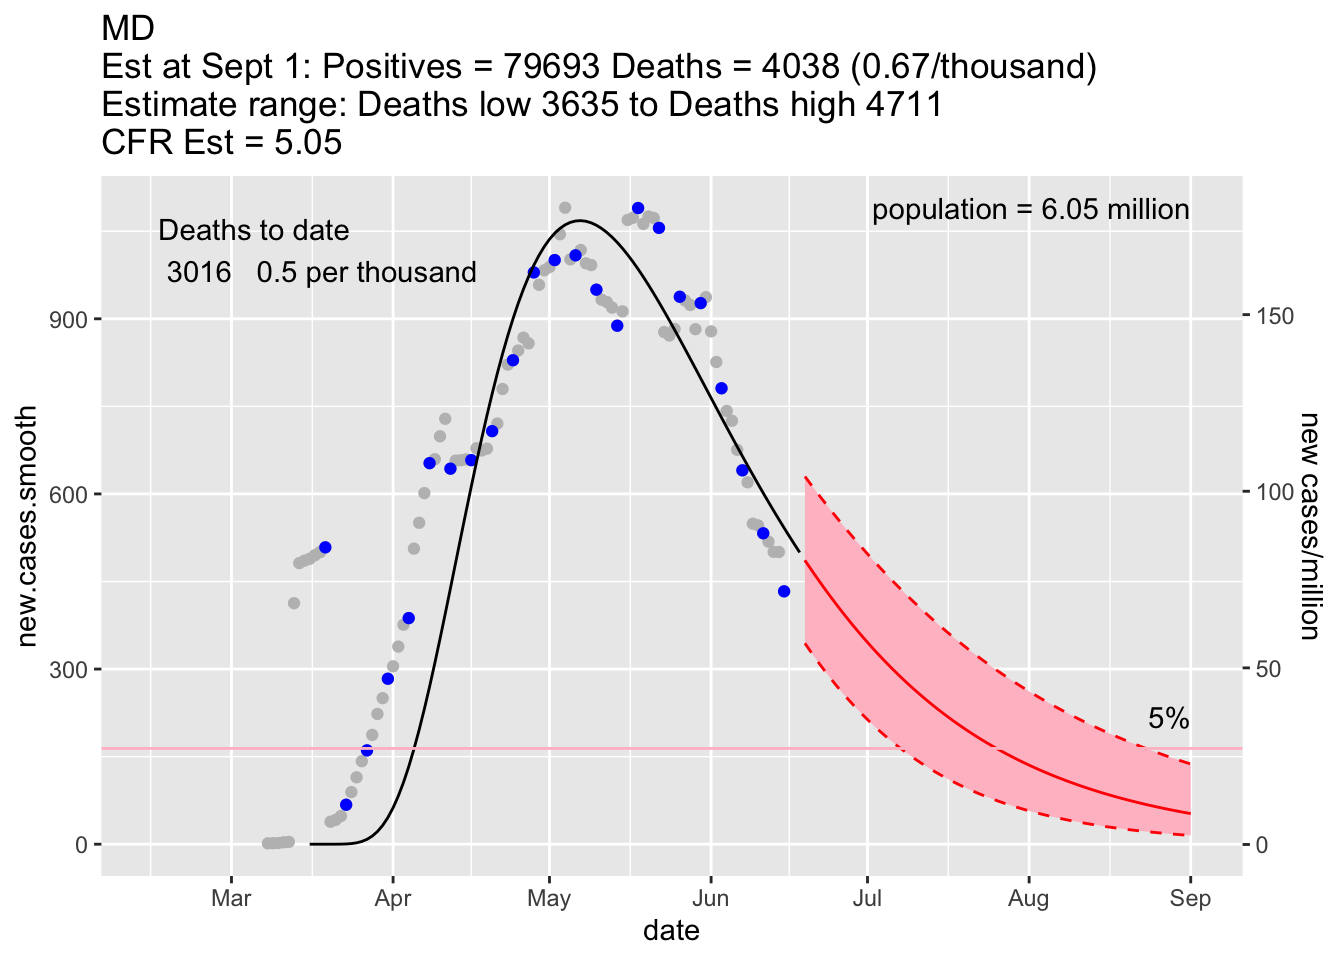 MD
Est at Sept 1: Positives = 79693 Deaths = 4038 (0.67/thousand)
Estimate range: Deaths low 3635 to Deaths high 4711
CFR Est = 5.05
Deaths to date
3016 0.5 per thousand
population = 6.05 million
900
600
300
0
new.cases.smooth
150
100
50
0
new cases/million
5%
Mar Apr May Jun Jul Aug Sep
date